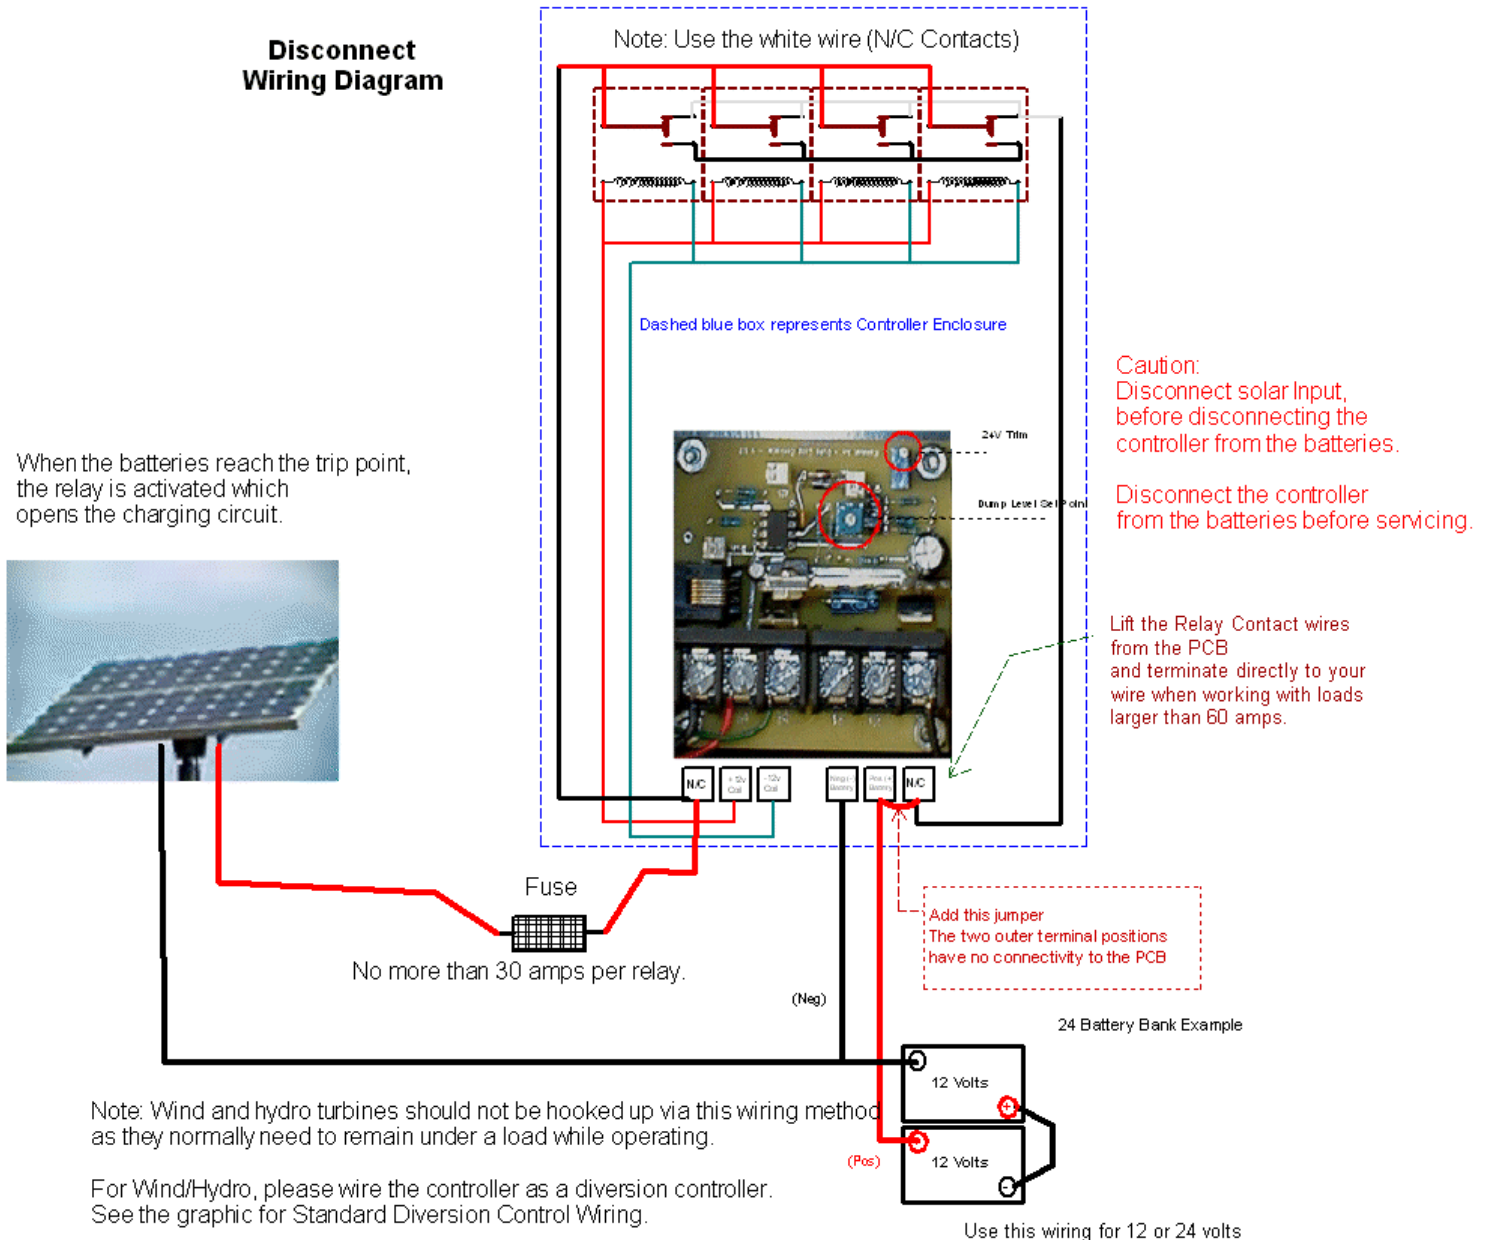 Disconnect
Wiring Diagram
Note: Use the white wire (N/C Contacts)
Dashed blue box represents Controller Enclosure
Caution:
Disconnect solar Input,
before disconnecting the
controller from the batteries.
Disconnect the controller
from the batteries before servicing.
24V Trim
Dump Level Set Point
When the batteries reach the trip point,
the relay is activated which
opens the charging circuit.
Lift the Relay Contact wires
from the PCB
and terminate directly to your
wire when working with loads
larger than 60 amps.
N/C
+12v
Coil
-12v
Coil
Neg (-)
Battery
Pos (+
Battery
N/C
Fuse
No more than 30 amps per relay.
Add this jumper
The two outer terminal positions
have no connectivity to the PCB
(Neg)
24 Battery Bank Example
12 Volts
+
12 Volts
-
(Pos)
Note: Wind and hydro turbines should not be hooked up via this wiring method
as they normally need to remain under a load while operating.
For Wind/Hydro, please wire the controller as a diversion controller.
See the graphic for Standard Diversion Control Wiring.
Use this wiring for 12 or 24 volts